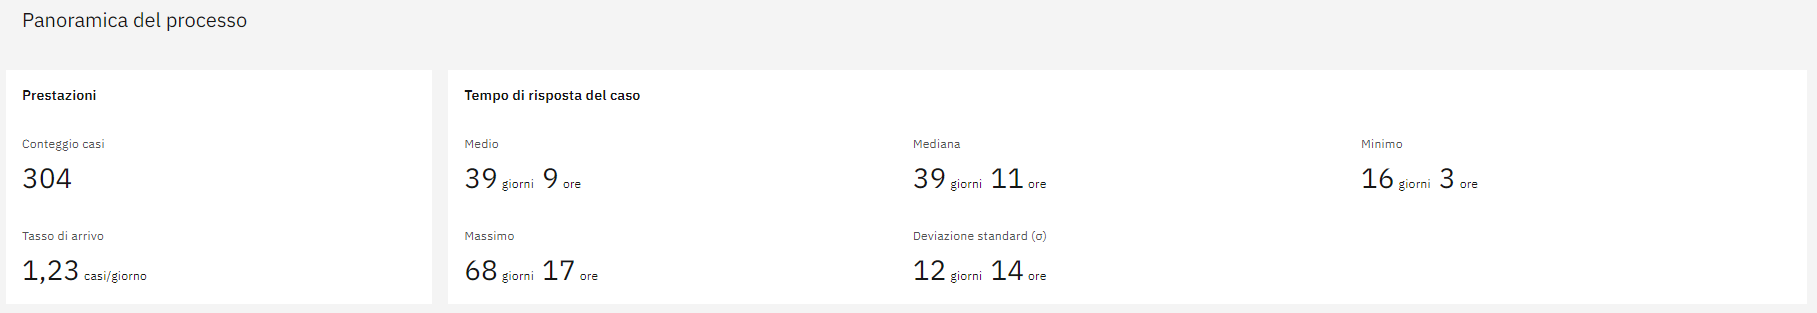 Panoramica del processo
Prestazioni
Conteggio casi
304
Tasso di arrivo
1,23 casi/giorno
Tempo di risposta del caso
Medio
39 giorni 9 ore
Mediana
39 giorni 11 ore
Minimo
16 giorni 3 ore
Massimo
68 giorni 17 ore
Deviazione standard (σ)
12 giorni 14 ore